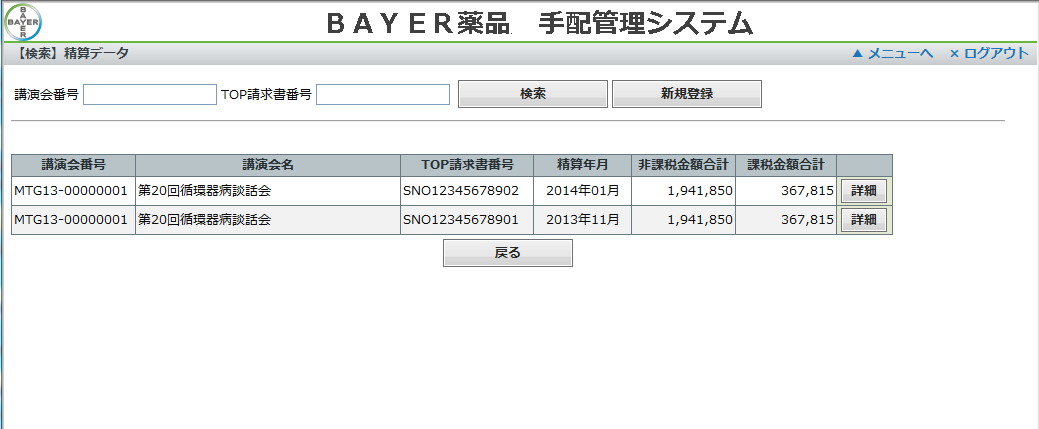 BAYER
BAYER
ＢＡＹＥＲ薬品　手配管理システム
【検索】精算データ
▲ メニューへ × ログアウト
講演会番号 TOP請求書番号 検索 新規登録
講演会番号 講演会名 TOP請求書番号 精算年月 非課税金額合計 課税金額合計
MTG13-00000001 第20回循環器病談話会 SNO12345678902 2014年01月 1,941,850 367,815 詳細
MTG13-00000001 第20回循環器病談話会 SNO12345678901 2013年11月 1,941,850 367,815 詳細
戻る